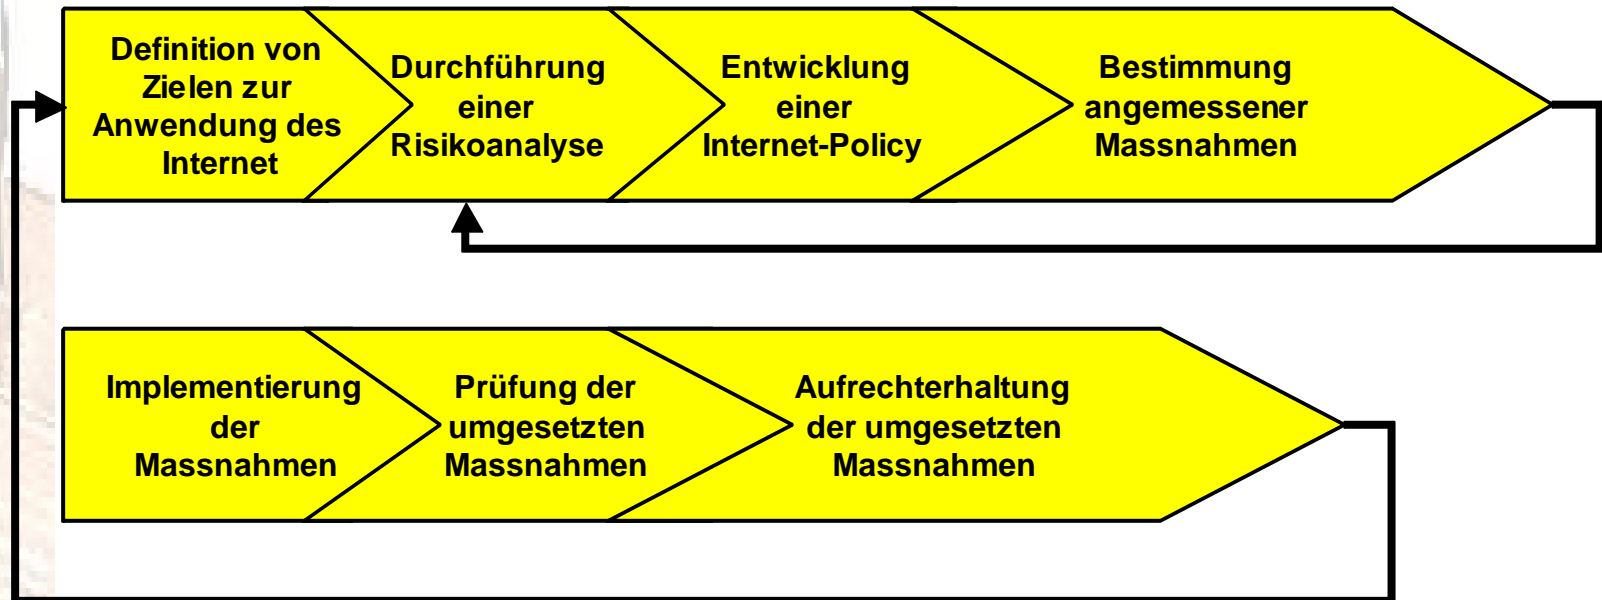 Definition von
Zielen zur
Anwendung des
Internet
Durchführung
einer
Risikoanalyse
Entwicklung
einer
Internet-Policy
Bestimmung
angemessener
Massnahmen
Implementierung
der
Massnahmen
Prüfung der
umgesetzten
Massnahmen
Aufrechterhaltung
der umgesetzten
Massnahmen